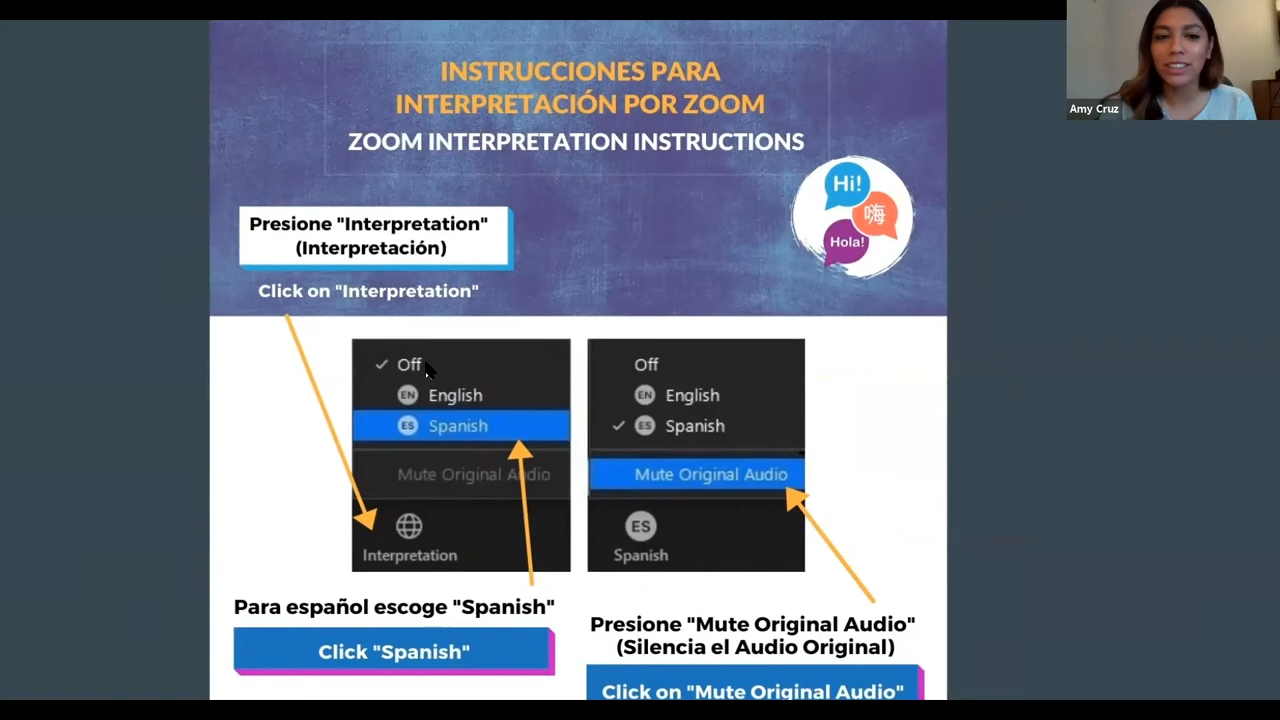 INSTRUCCIONES PARA
INTERPRETACIÓN POR ZOOM
ZOOM INTERPRETATION INSTRUCTIONS
Amy Cruz
Hi!
嗨
Hola!
Presione "Interpretation"
(Interpretación)
Click on "Interpretation"
Off
EN English
ES Spanish
Mute Original Audio
Interpretation
Off
EN English
ES Spanish
Mute Original Audio
ES
Spanish
Para español escoge "Spanish"
Click "Spanish"
Presione "Mute Original Audio"
(Silencia el Audio Original)
Click on "Mute Original Audio"